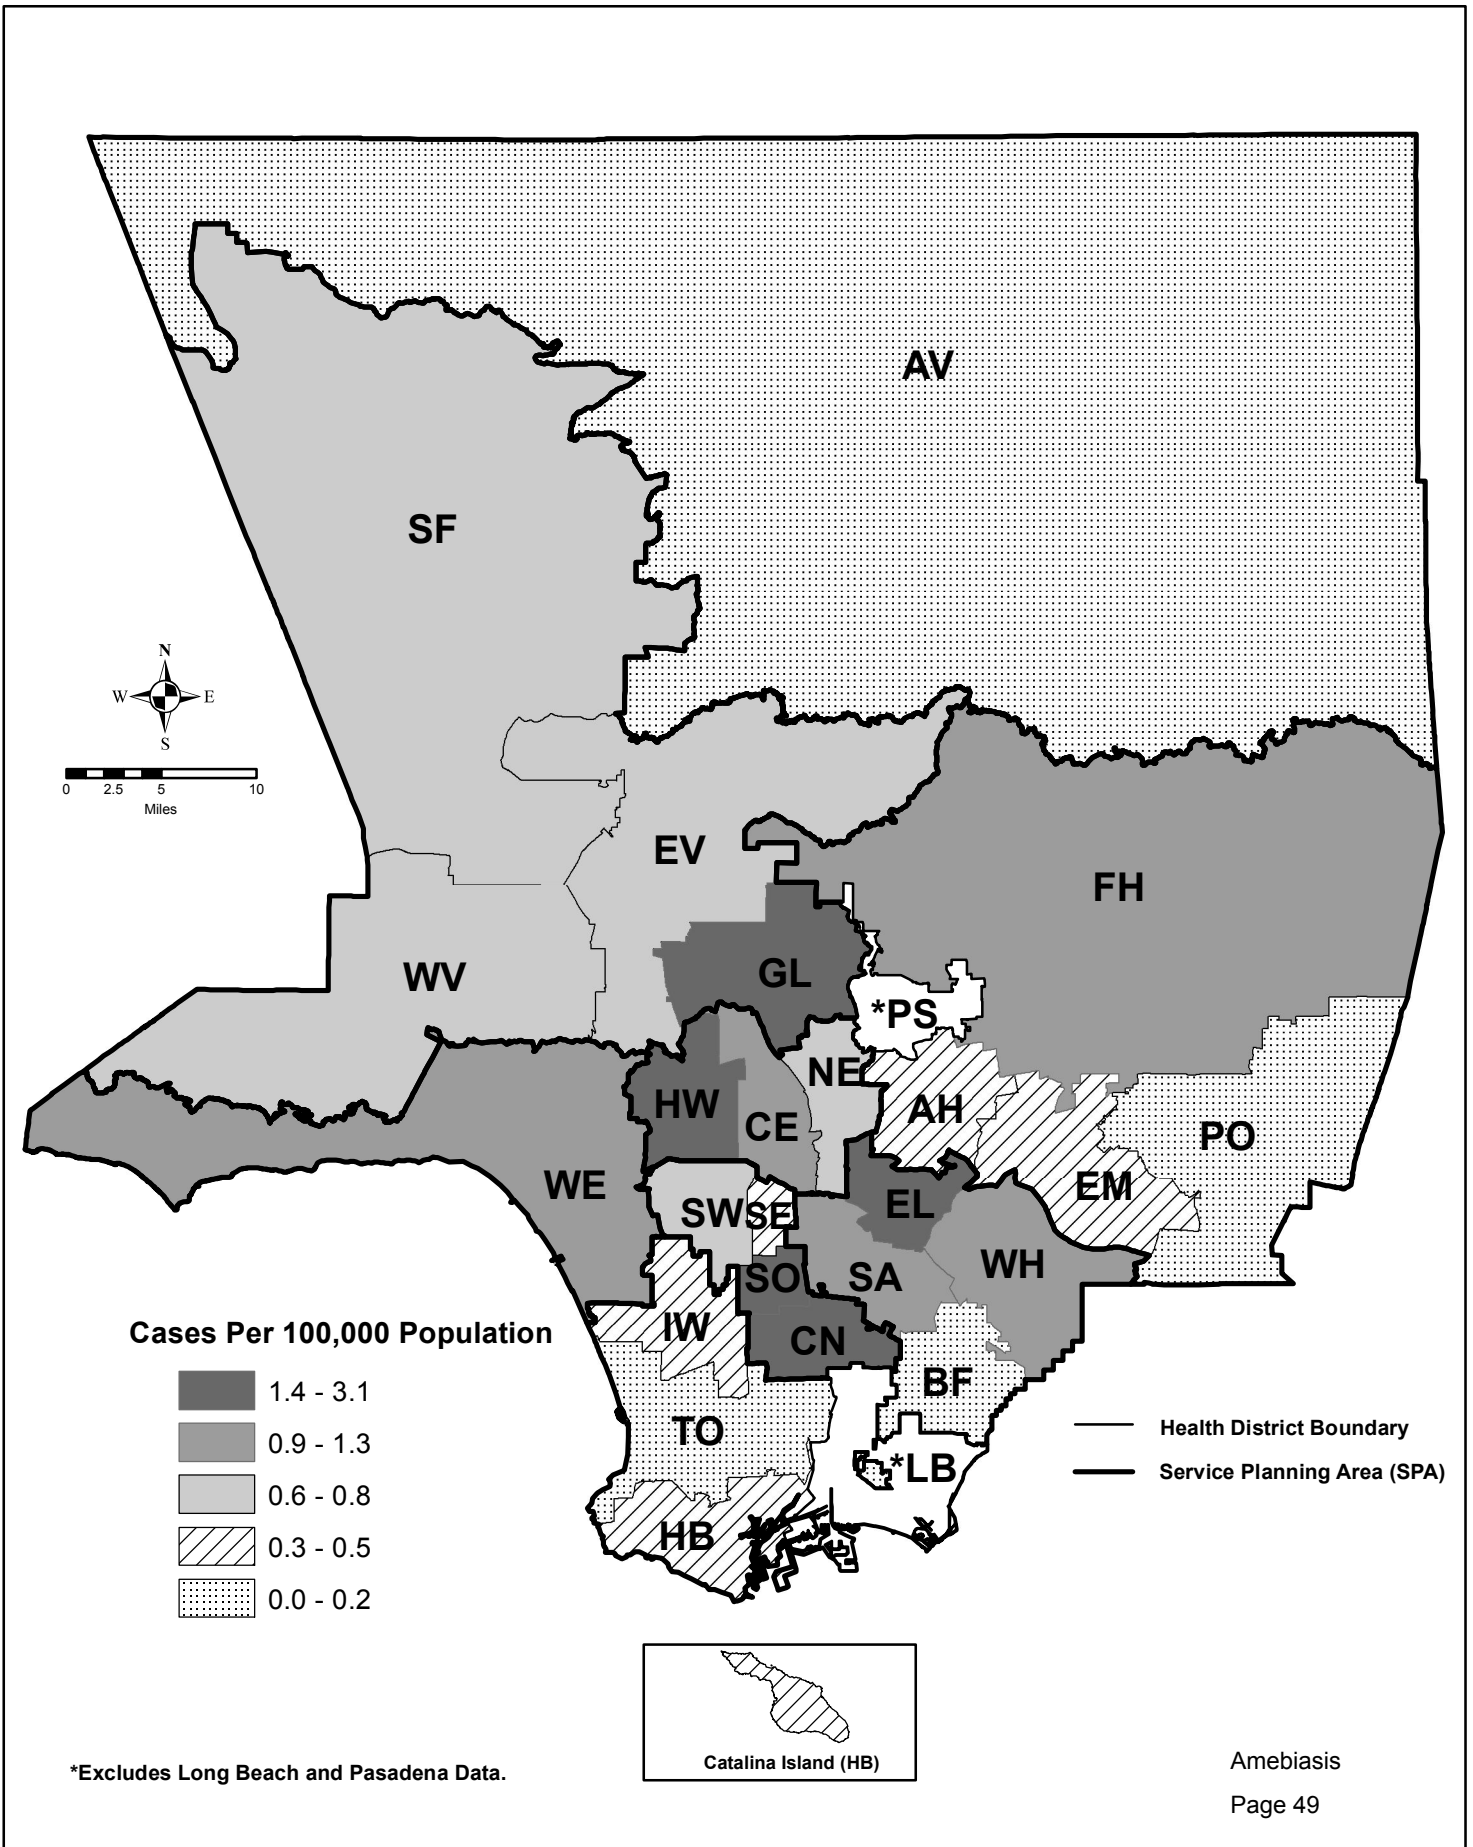 AV
SF
N
W E
S
0 2.5 5 10
Miles
EV
FH
WV
GL
*PS
NE
HW
CE
AH
PO
WE
EM
SW
SE
EL
WH
SO
SA
IW
CN
BF
TO
*LB
HB
Cases Per 100,000 Population
1.4 - 3.1
0.9 - 1.3
0.6 - 0.8
0.3 - 0.5
0.0 - 0.2
Health District Boundary
Service Planning Area (SPA)
Catalina Island (HB)
*Excludes Long Beach and Pasadena Data.
Amebiasis
Page 49